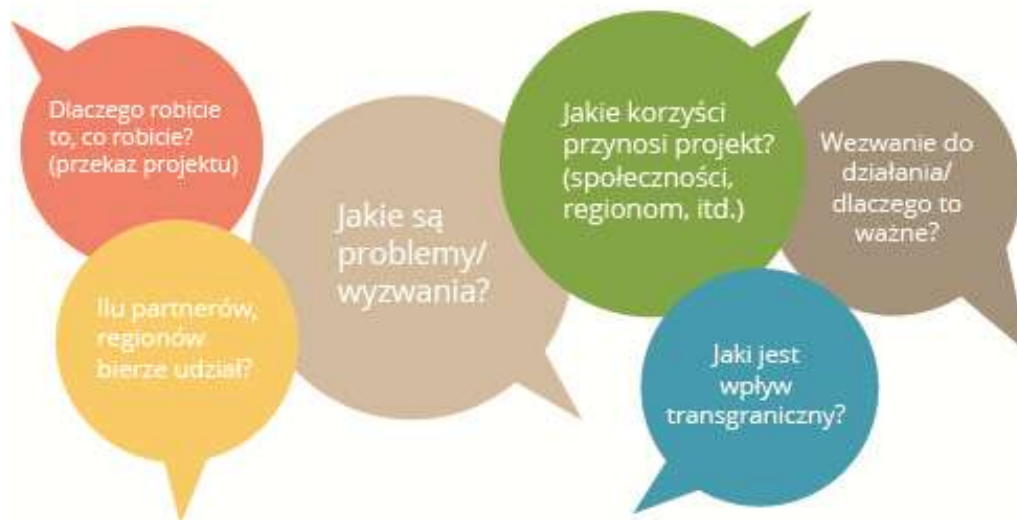 Dlaczego robicie
to, co robicie?
(przekaz projektu)
Ilu partnerów,
regionów
bierze udział?
Jakie są
problemy/
wyzwania?
Jakie korzyści
przynosi projekt?
(społeczności,
regionom, itd.)
Jaki jest
wpływ
transgraniczny?
Wezwanie do
działania/
dlaczego to
ważne?